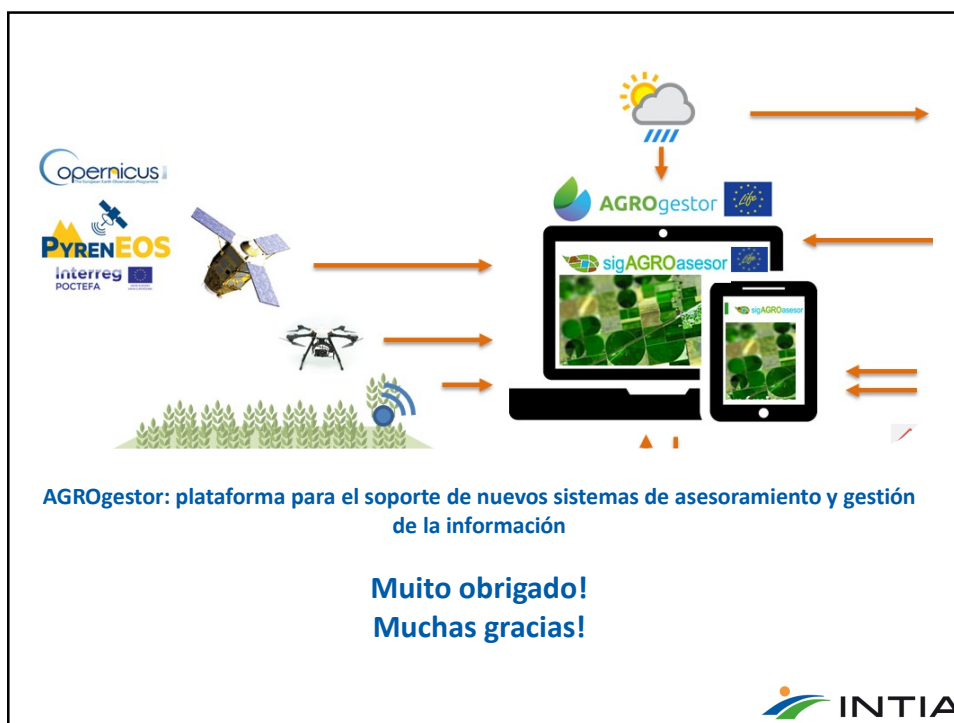 opernicus
The European Earth Observation Programme
PYRENEOS
Interreg
POCTEFA
AGROgestor
Life
sigAGROasesor
Life
sigAGROasesor
AGROgestor: plataforma para el soporte de nuevos sistemas de asesoramiento y gestión
de la información
Muito obrigado!
Muchas gracias!
INTIA